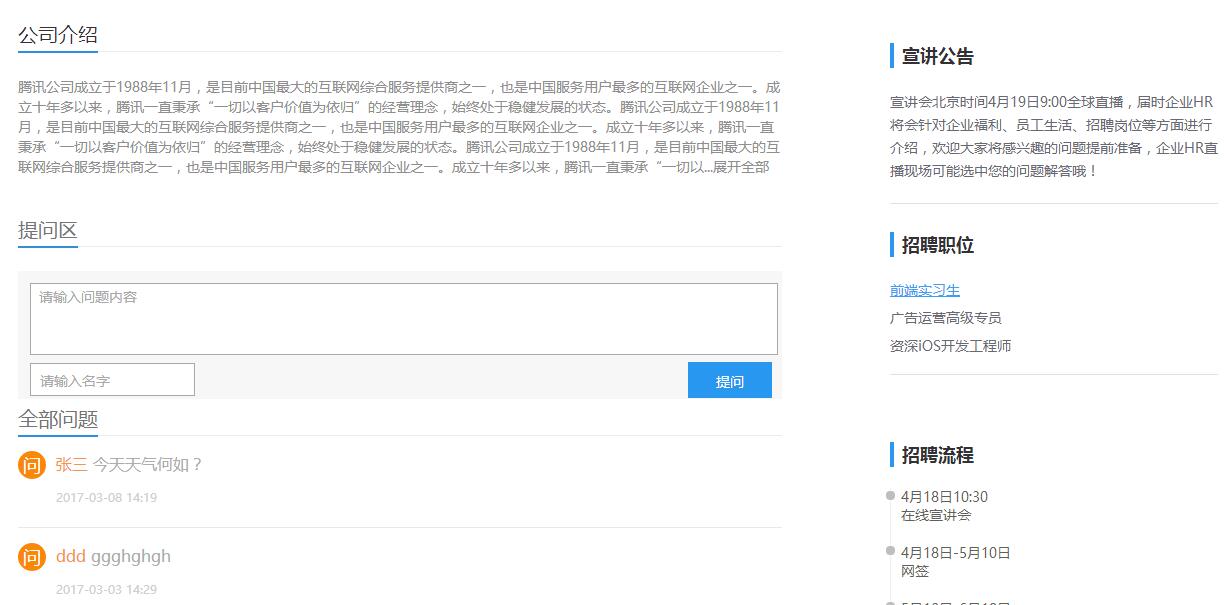 公司介绍
腾讯公司成立于1988年11月，是目前中国最大的互联网综合服务提供商之一，也是中国服务用户最多的互联网企业之一。成
立十年多以来，腾讯一直秉承“一切以客户价值为依归”的经营理念，始终处于稳健发展的状态。腾讯公司成立于1988年11
月，是目前中国最大的互联网综合服务提供商之一，也是中国服务用户最多的互联网企业之一。成立十年多以来，腾讯一直
秉承“一切以客户价值为依归”的经营理念，始终处于稳健发展的状态。腾讯公司成立于1988年11月，是目前中国最大的互
联网综合服务提供商之一，也是中国服务用户最多的互联网企业之一。成立十年多以来，腾讯一直秉承“一切以...展开全部
提问区
请输入问题内容
请输入名字
提问
全部问题
问 张三 今天天气何如？
2017-03-08 14:19
问 ddd ggghghgh
2017-03-03 14:29
宣讲公告
宣讲会北京时间4月19日9:00全球直播，届时企业HR
将会针对企业福利、员工生活、招聘岗位等方面进行
介绍，欢迎大家将感兴趣的问题提前准备，企业HR直
播现场可能选中您的问题解答哦！
招聘职位
前端实习生
广告运营高级专员
资深iOS开发工程师
招聘流程
4月18日10:30
在线宣讲会
4月18日-5月10日
网签